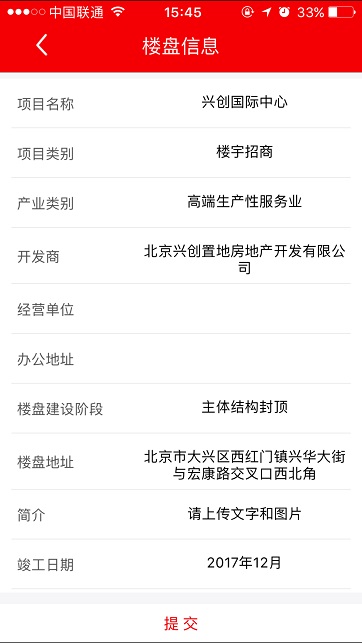 中国联通 15:45 33%
楼盘信息
项目名称 兴创国际中心
项目类别 楼宇招商
产业类别 高端生产性服务业
开发商 北京兴创置地房地产开发有限公
司
经营单位
办公地址
楼盘建设阶段 主体结构封顶
楼盘地址 北京市大兴区西红门镇兴华大街
与宏康路交叉口西北角
简介 请上传文字和图片
竣工日期 2017年12月
提交